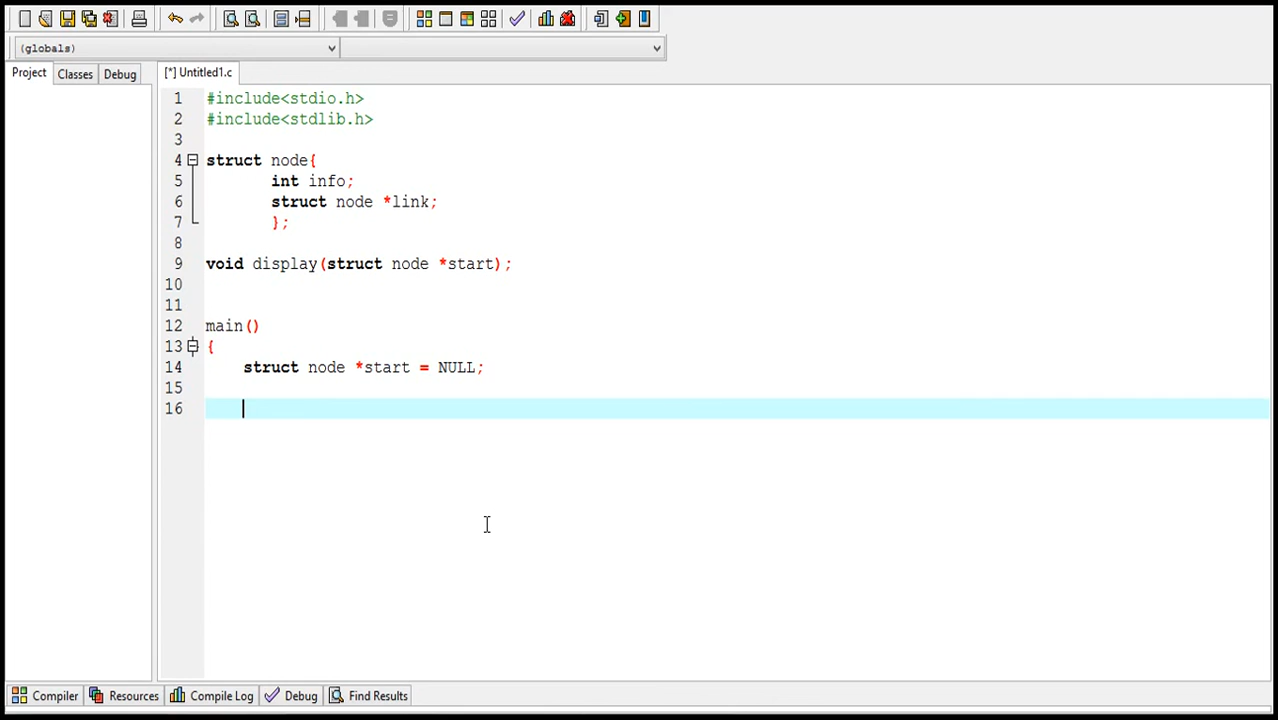 (globals)
Project Classes Debug [*] Untitled1.c
1 #include<stdio.h>
2 #include<stdlib.h>
3
4 struct node{
5 int info;
6 struct node *link;
7 };
8
9 void display(struct node *start);
10
11
12 main()
13 {
14 struct node *start = NULL;
15
16
Compiler Resources Compile Log Debug Find Results